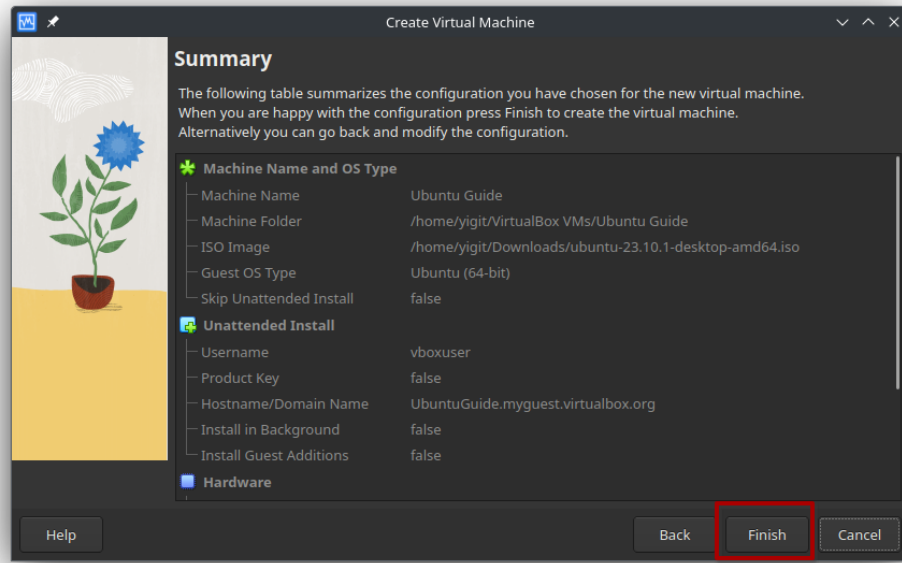 Create Virtual Machine
Summary
The following table summarizes the configuration you have chosen for the new virtual machine.
When you are happy with the configuration press Finish to create the virtual machine.
Alternatively you can go back and modify the configuration.
Machine Name and OS Type
Machine Name Ubuntu Guide
Machine Folder /home/yigit/VirtualBox VMs/Ubuntu Guide
ISO Image /home/yigit/Downloads/ubuntu-23.10.1-desktop-amd64.iso
Guest OS Type Ubuntu (64-bit)
Skip Unattended Install false
Unattended Install
Username vboxuser
Product Key false
Hostname/Domain Name UbuntuGuide.myguest.virtualbox.org
Install in Background false
Install Guest Additions false
Hardware
Help Back Finish Cancel